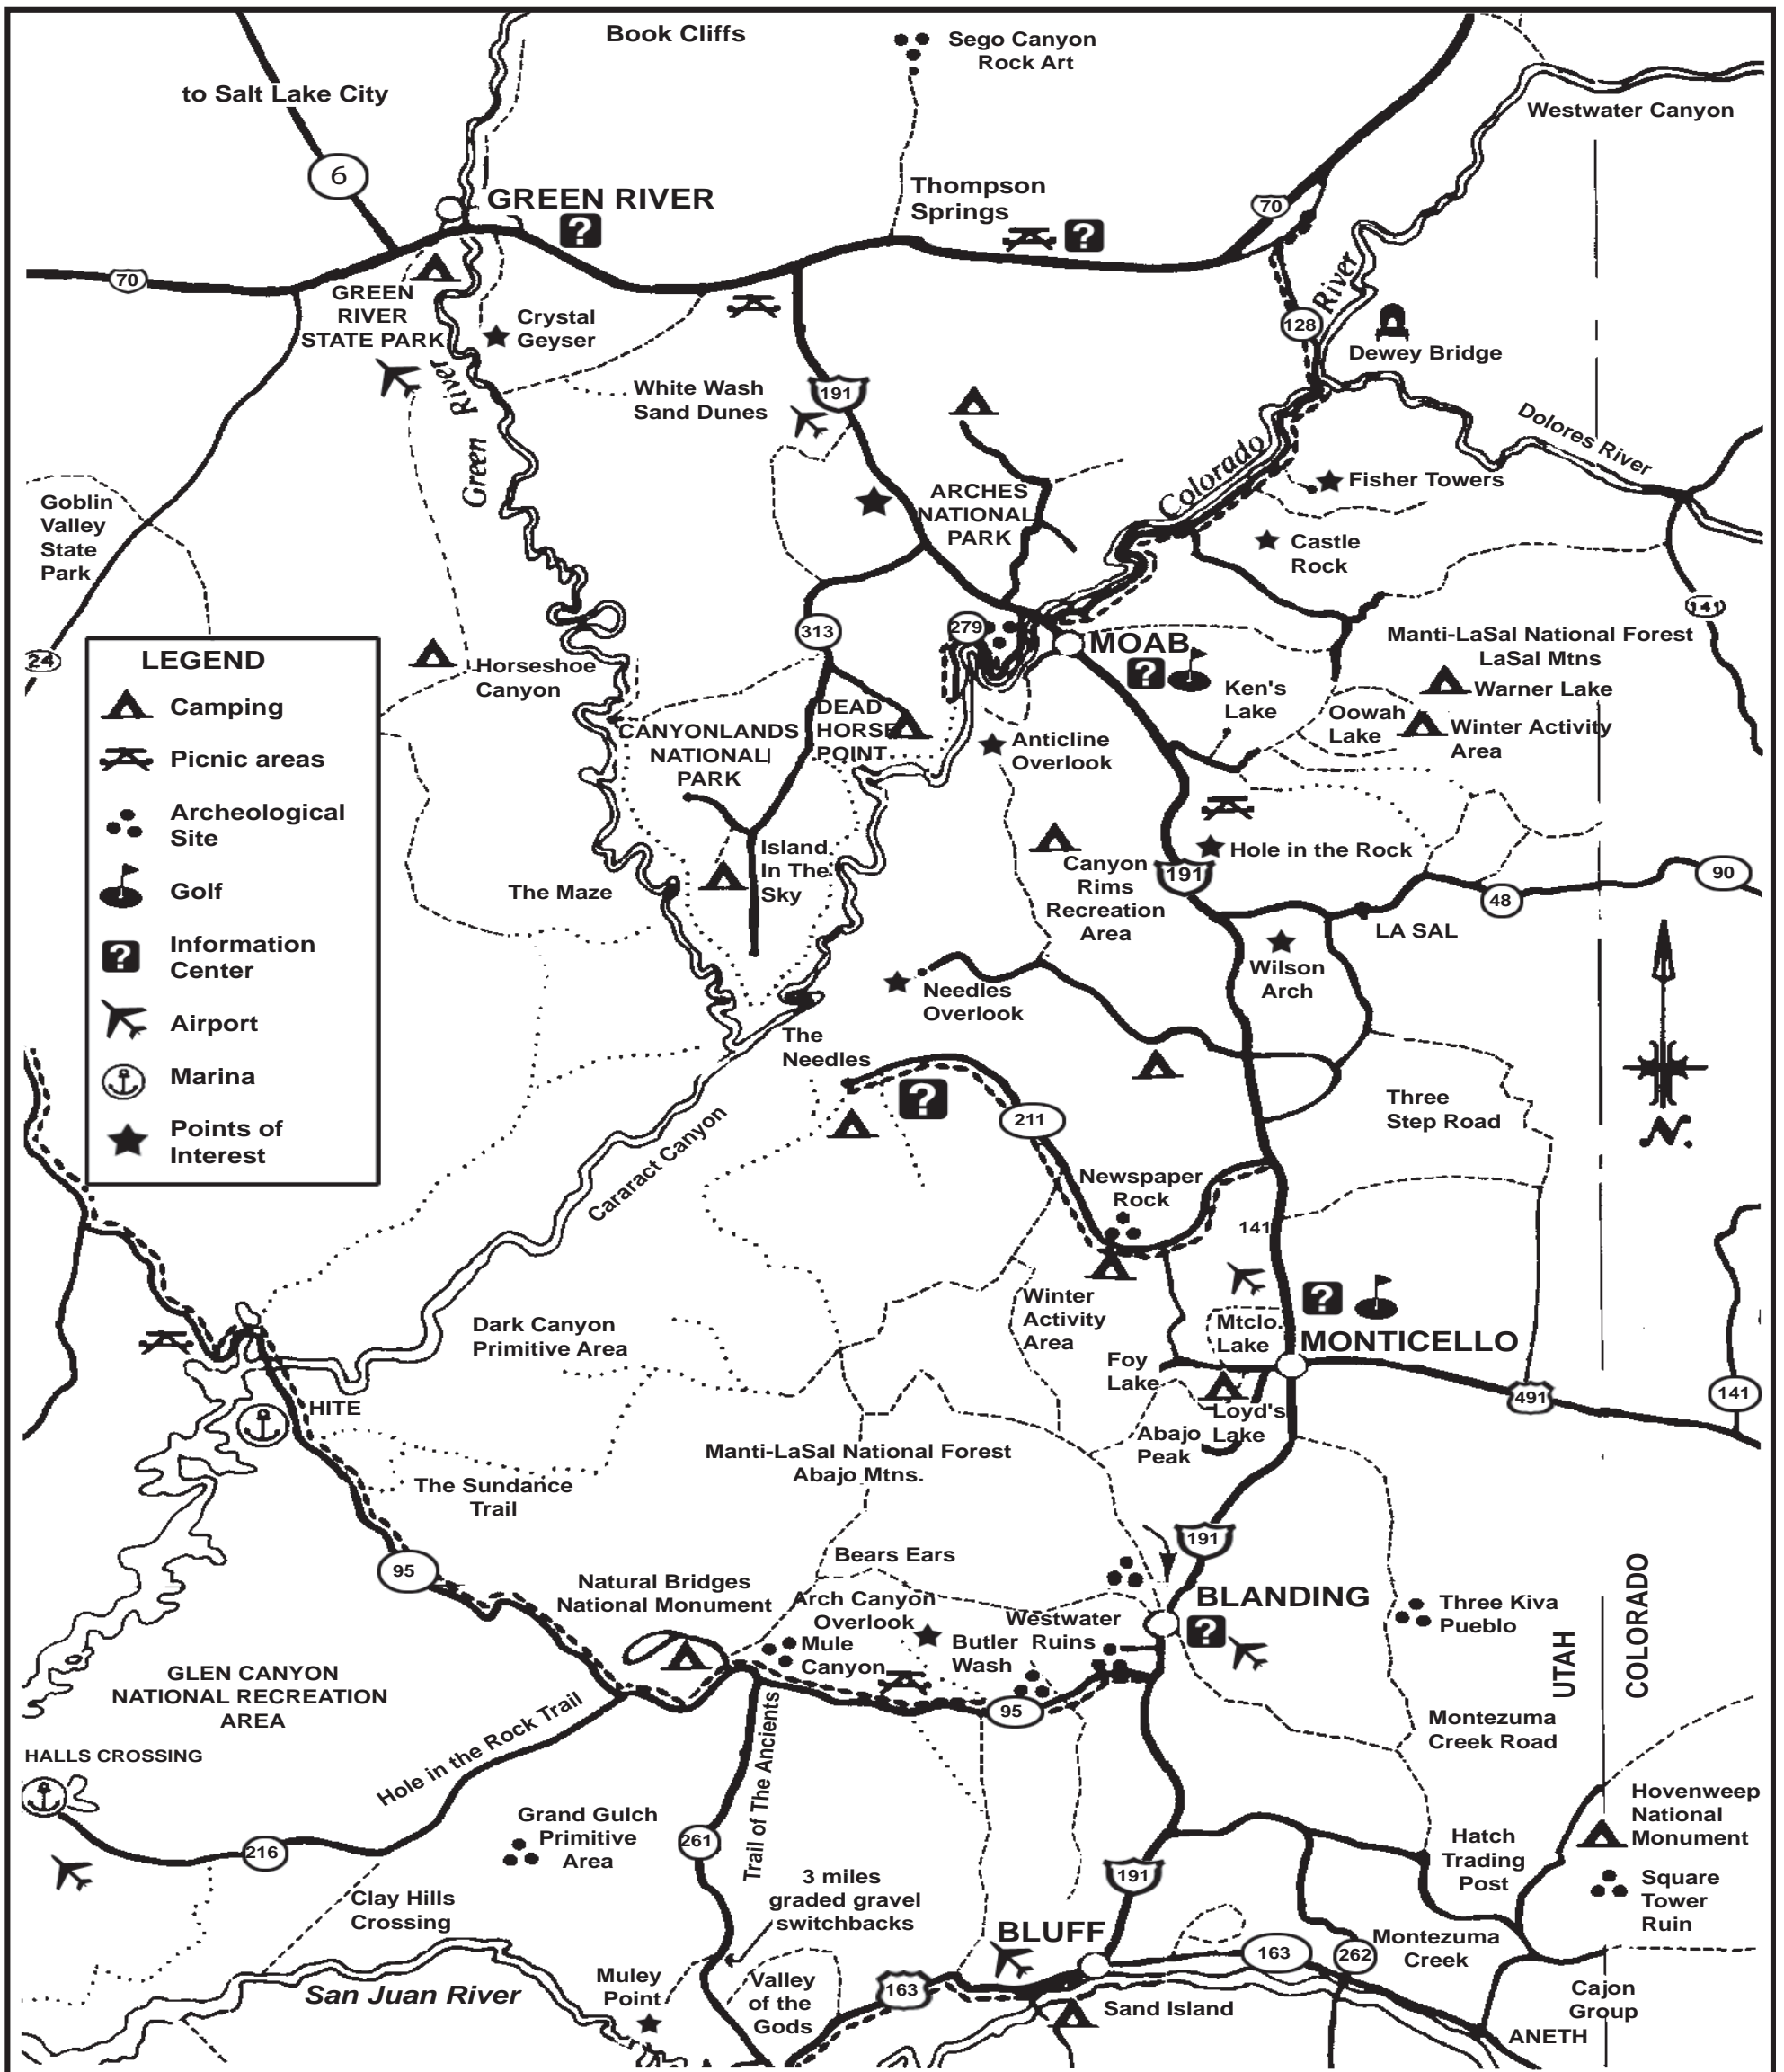 Book Cliffs
Sego Canyon
Rock Art
to Salt Lake City
Westwater Canyon
6
GREEN RIVER
?
Thompson
Springs
?
70
70
GREEN
RIVER
STATE PARK
Crystal
Geyser
River
128
Dewey Bridge
River
Green
White Wash
Sand Dunes
191
Dolores River
Colorado
Fisher Towers
Goblin
Valley
State
Park
ARCHES
NATIONAL
PARK
Castle
Rock
141
24
313
279
MOAB
?
Manti-LaSal National Forest
LaSal Mtns
LEGEND
Camping
Picnic areas
Archeological
Site
Golf
?
Information
Center
Airport
Marina
Points of
Interest
Horseshoe
Canyon
Ken's
Lake
Warner Lake
Oowah
Lake
Winter Activity
Area
CANYONLANDS
NATIONAL
PARK
DEAD
HORSE
POINT
Anticline
Overlook
Island
In The
Sky
The Maze
Canyon
Rims
Recreation
Area
191
Hole in the Rock
90
48
LA SAL
Wilson
Arch
Needles
Overlook
The
Needles
?
211
Three
Step Road
N.
Cararact Canyon
Newspaper
Rock
141
Winter
Activity
Area
?
Mtclo.
Lake
MONTICELLO
Foy
Lake
Loyd's
Lake
Abajo
Peak
491
141
Dark Canyon
Primitive Area
HITE
Manti-LaSal National Forest
Abajo Mtns.
The Sundance
Trail
95
191
Bears Ears
Natural Bridges
National Monument
Arch Canyon
Overlook
Mule
Canyon
Butler
Wash
Westwater
Ruins
BLANDING
?
Three Kiva
Pueblo
UTAH
COLORADO
95
GLEN CANYON
NATIONAL RECREATION
AREA
HALLS CROSSING
Hole in the Rock Trail
Trail of The Ancients
Montezuma
Creek Road
216
Grand Gulch
Primitive
Area
261
3 miles
graded gravel
switchbacks
191
Hatch
Trading
Post
Hovenweep
National
Monument
Square
Tower
Ruin
Clay Hills
Crossing
BLUFF
163
262
Montezuma
Creek
San Juan River
Muley
Point
Valley
of the
Gods
163
Sand Island
Cajon
Group
ANETH